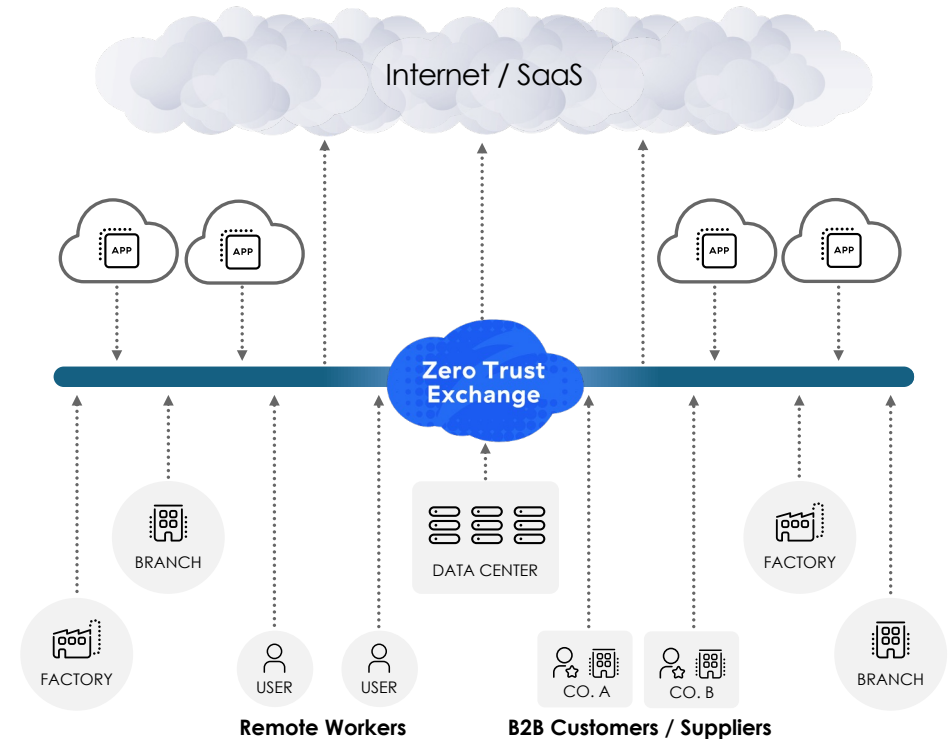 Internet / SaaS
APP
APP
APP
APP
Zero Trust
Exchange
BRANCH
DATA CENTER
FACTORY
FACTORY
USER
USER
CO. A
CO. B
BRANCH
Remote Workers
B2B Customers / Suppliers